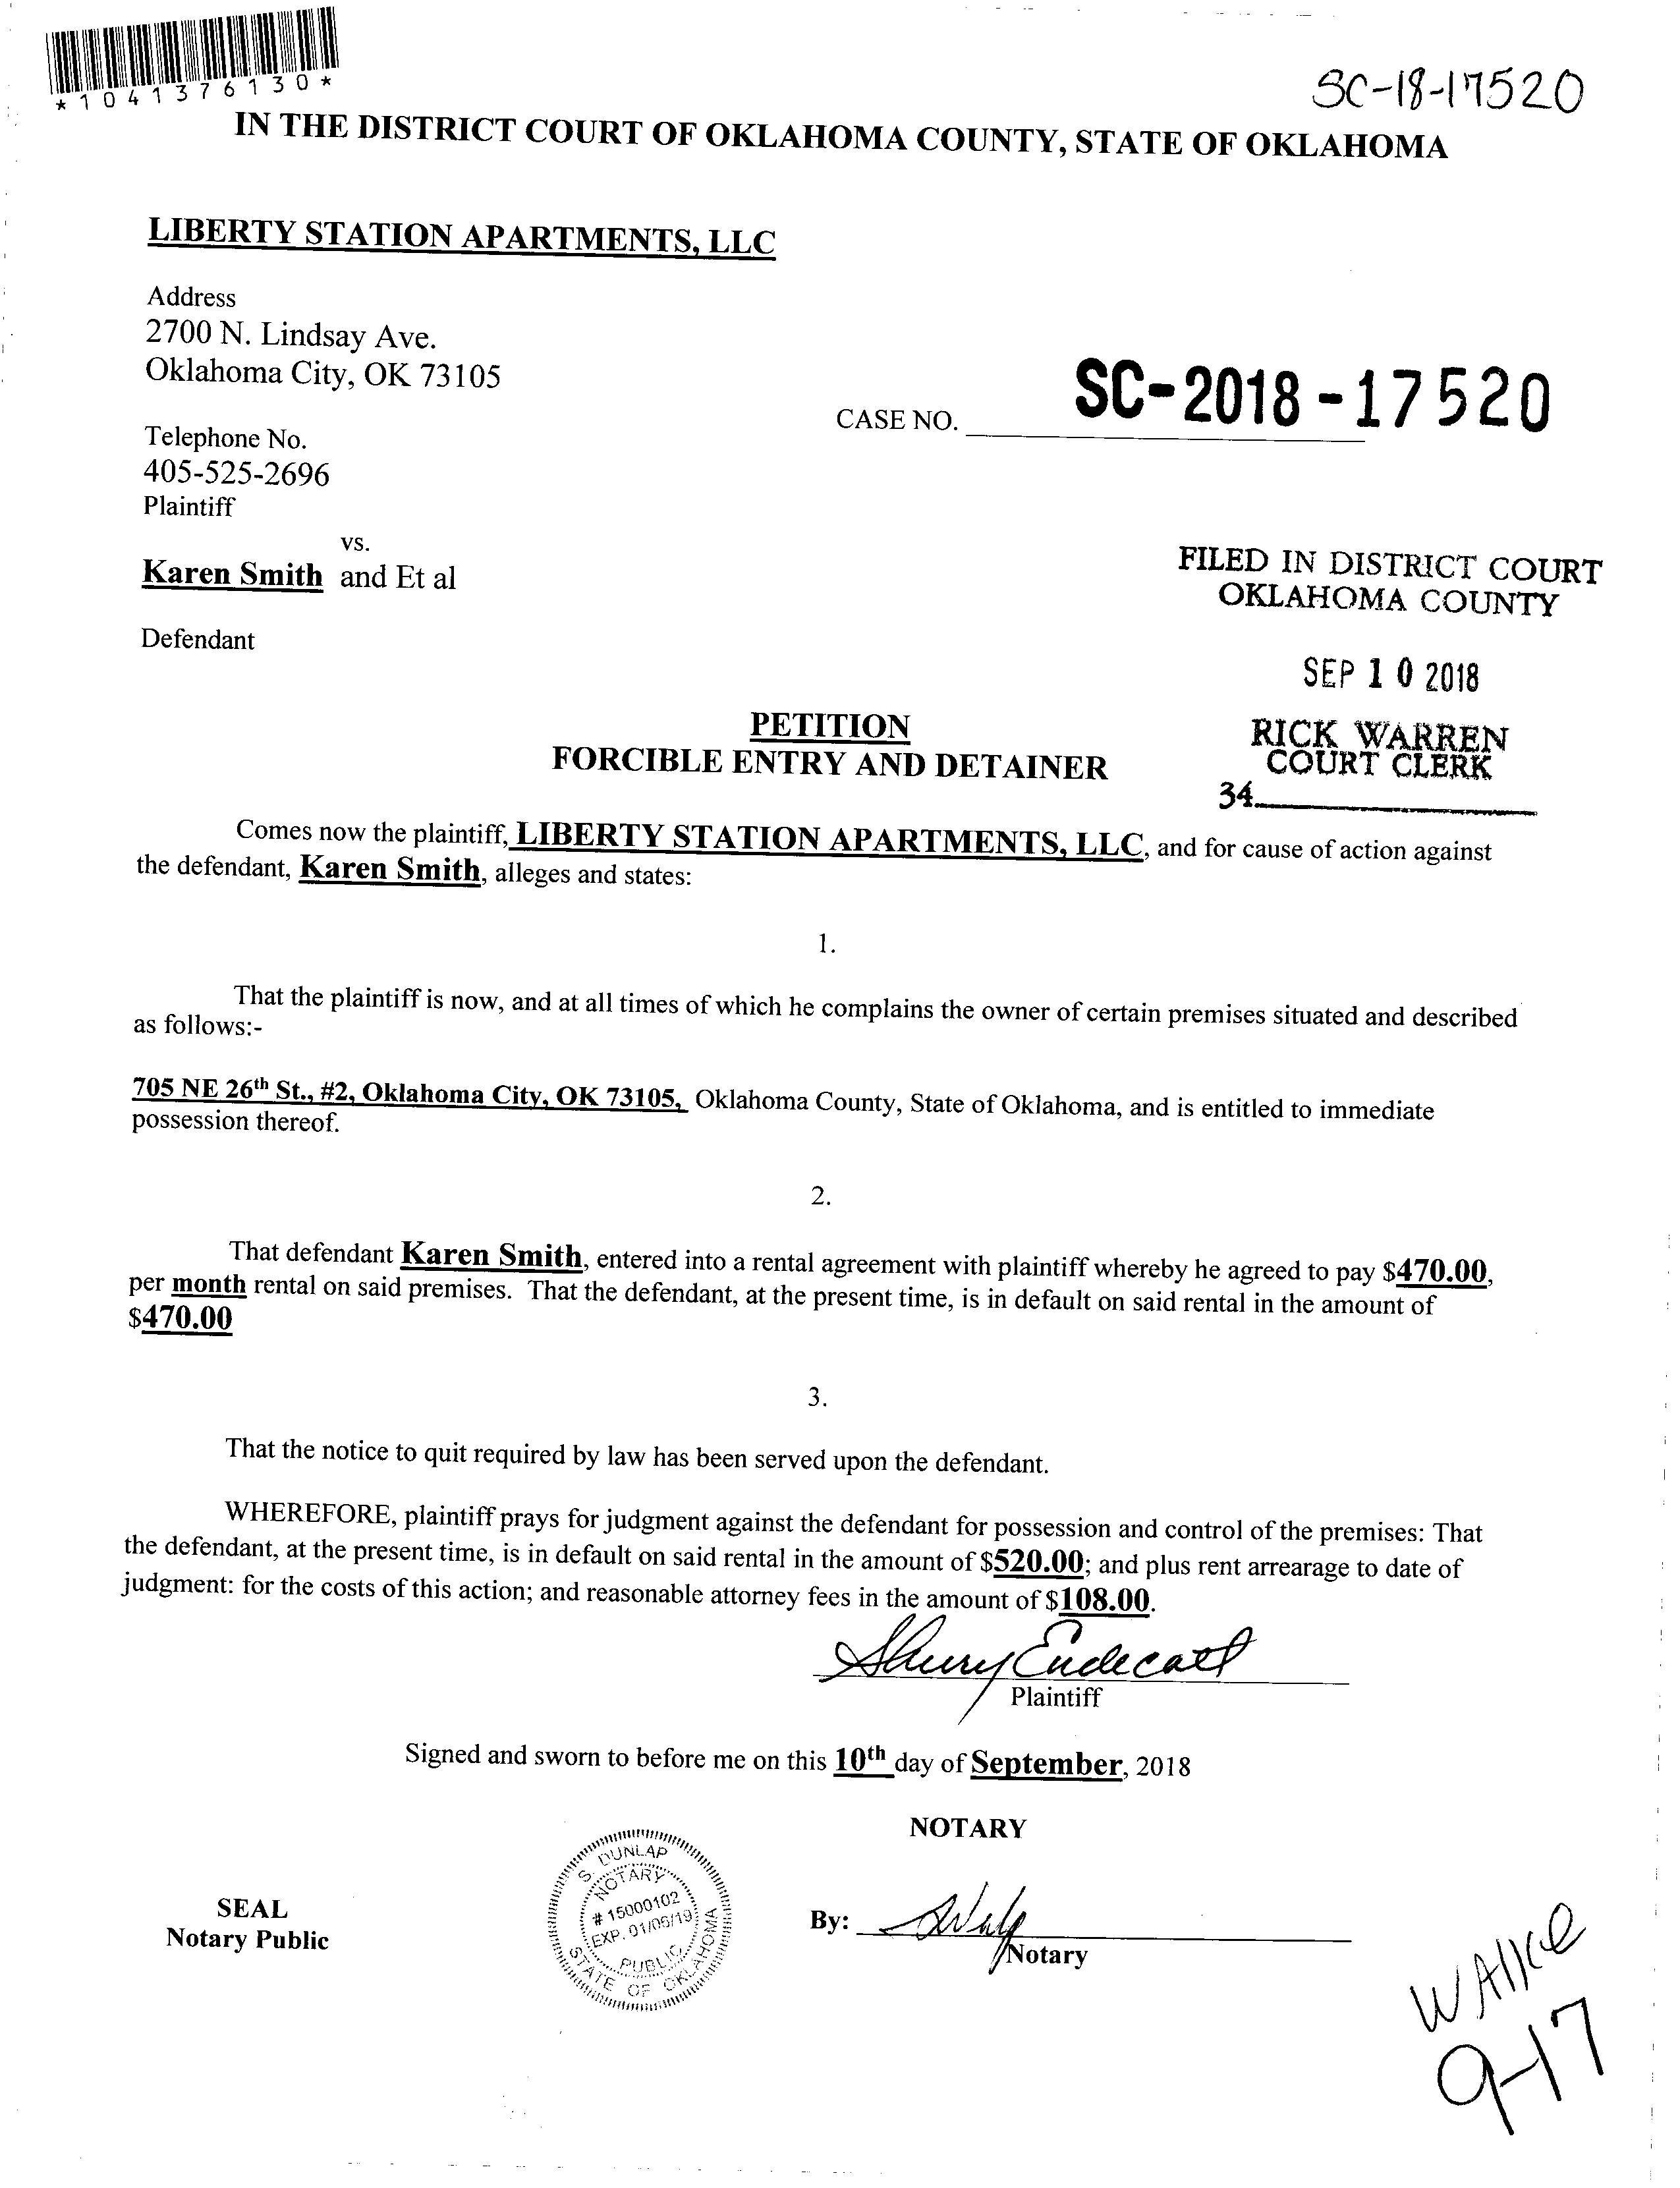 *1041376130*
SC-18-17520
IN THE DISTRICT COURT OF OKLAHOMA COUNTY, STATE OF OKLAHOMA
LIBERTY STATION APARTMENTS, LLC
Address
2700 N. Lindsay Ave.
Oklahoma City, OK 73105
CASE NO. SC-2018-17520
Telephone No.
405-525-2696
Plaintiff
vs.
Karen Smith and Et al
Defendant
FILED IN DISTRICT COURT
OKLAHOMA COUNTY
SEP 10 2018
RICK WARREN
COURT CLERK
34
PETITION
FORCIBLE ENTRY AND DETAINER
Comes now the plaintiff, LIBERTY STATION APARTMENTS, LLC, and for cause of action against
the defendant, Karen Smith, alleges and states:
1.
That the plaintiff is now, and at all times of which he complains the owner of certain premises situated and described
as follows:-
705 NE 26th St., #2, Oklahoma City, OK 73105, Oklahoma County, State of Oklahoma, and is entitled to immediate
possession thereof.
2.
That defendant Karen Smith, entered into a rental agreement with plaintiff whereby he agreed to pay $470.00,
per month rental on said premises. That the defendant, at the present time, is in default on said rental in the amount of
$470.00
3.
That the notice to quit required by law has been served upon the defendant.
WHEREFORE, plaintiff prays for judgment against the defendant for possession and control of the premises: That
the defendant, at the present time, is in default on said rental in the amount of $520.00; and plus rent arrearage to date of
judgment: for the costs of this action; and reasonable attorney fees in the amount of $108.00.
Plaintiff
Signed and sworn to before me on this 10th day of September, 2018
NOTARY
SEAL
Notary Public
S. DUNLAP
NOTARY
# 15000102
EXP. 01/06/19
PUBLIC
STATE OF OKLAHOMA
By:
Notary
9-17